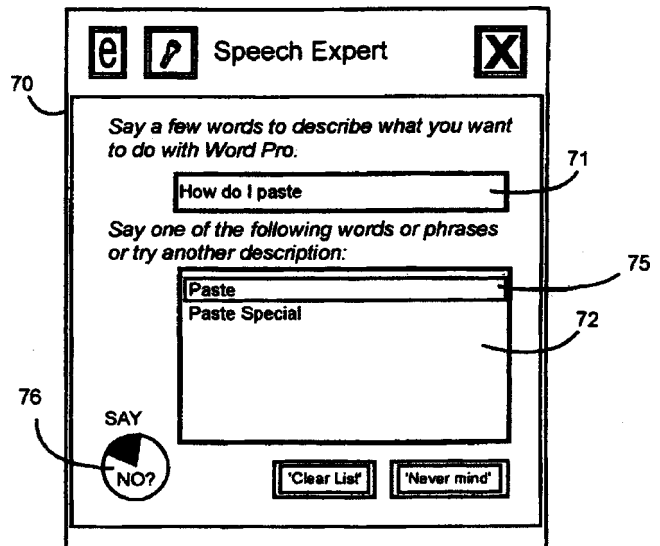 e Speech Expert X
70
Say a few words to describe what you want
to do with Word Pro.
How do I paste
71
Say one of the following words or phrases
or try another description:
75
Paste
Paste Special
72
76
SAY
NO?
'Clear List' 'Never mind'